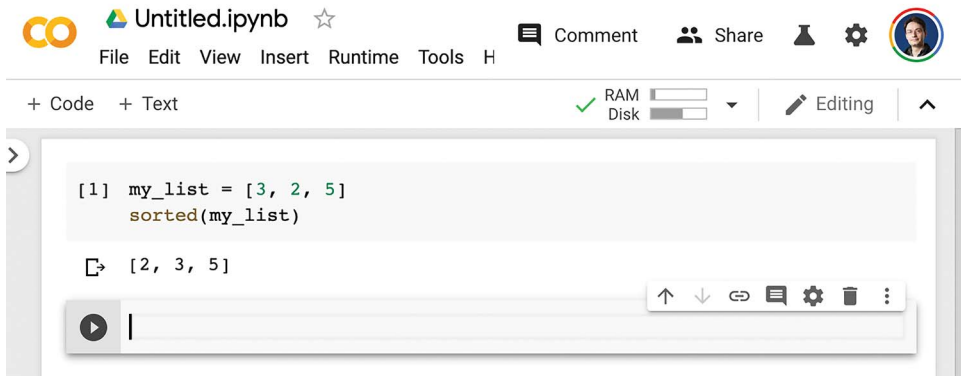 CO Untitled.ipynb
File Edit View Insert Runtime Tools H
Comment Share
+ Code + Text
RAM
Disk
Editing
[1] my_list = [3, 2, 5]
sorted(my_list)
[2, 3, 5]